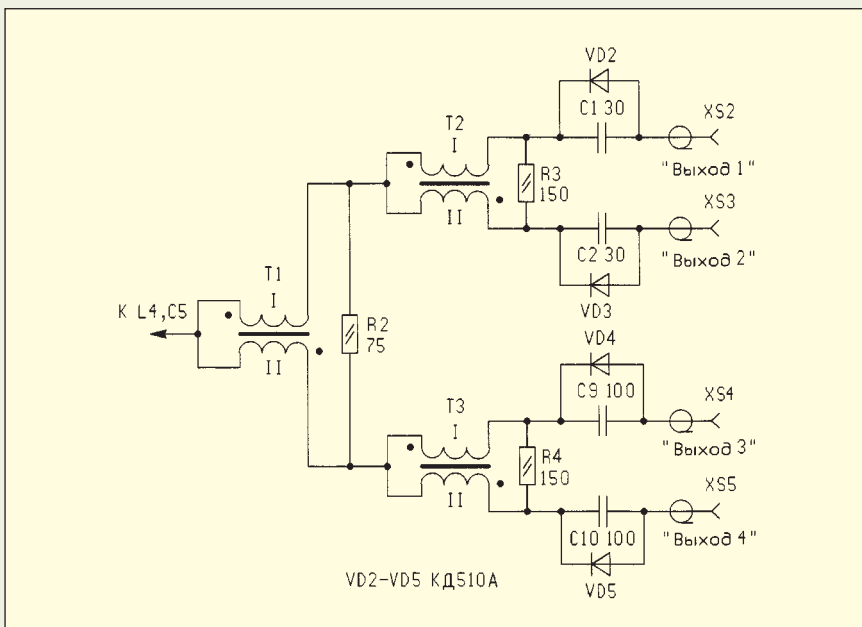 VD2
C1 30
XS2
T2
I
R3
150
"Выход 1"
II
XS3
C2 30
"Выход 2"
VD3
T1
I
К L4,C5
R2
75
II
VD4
C9 100
XS4
T3
I
R4
150
"Выход 3"
II
XS5
C10 100
"Выход 4"
VD5
VD2-VD5 КД510А